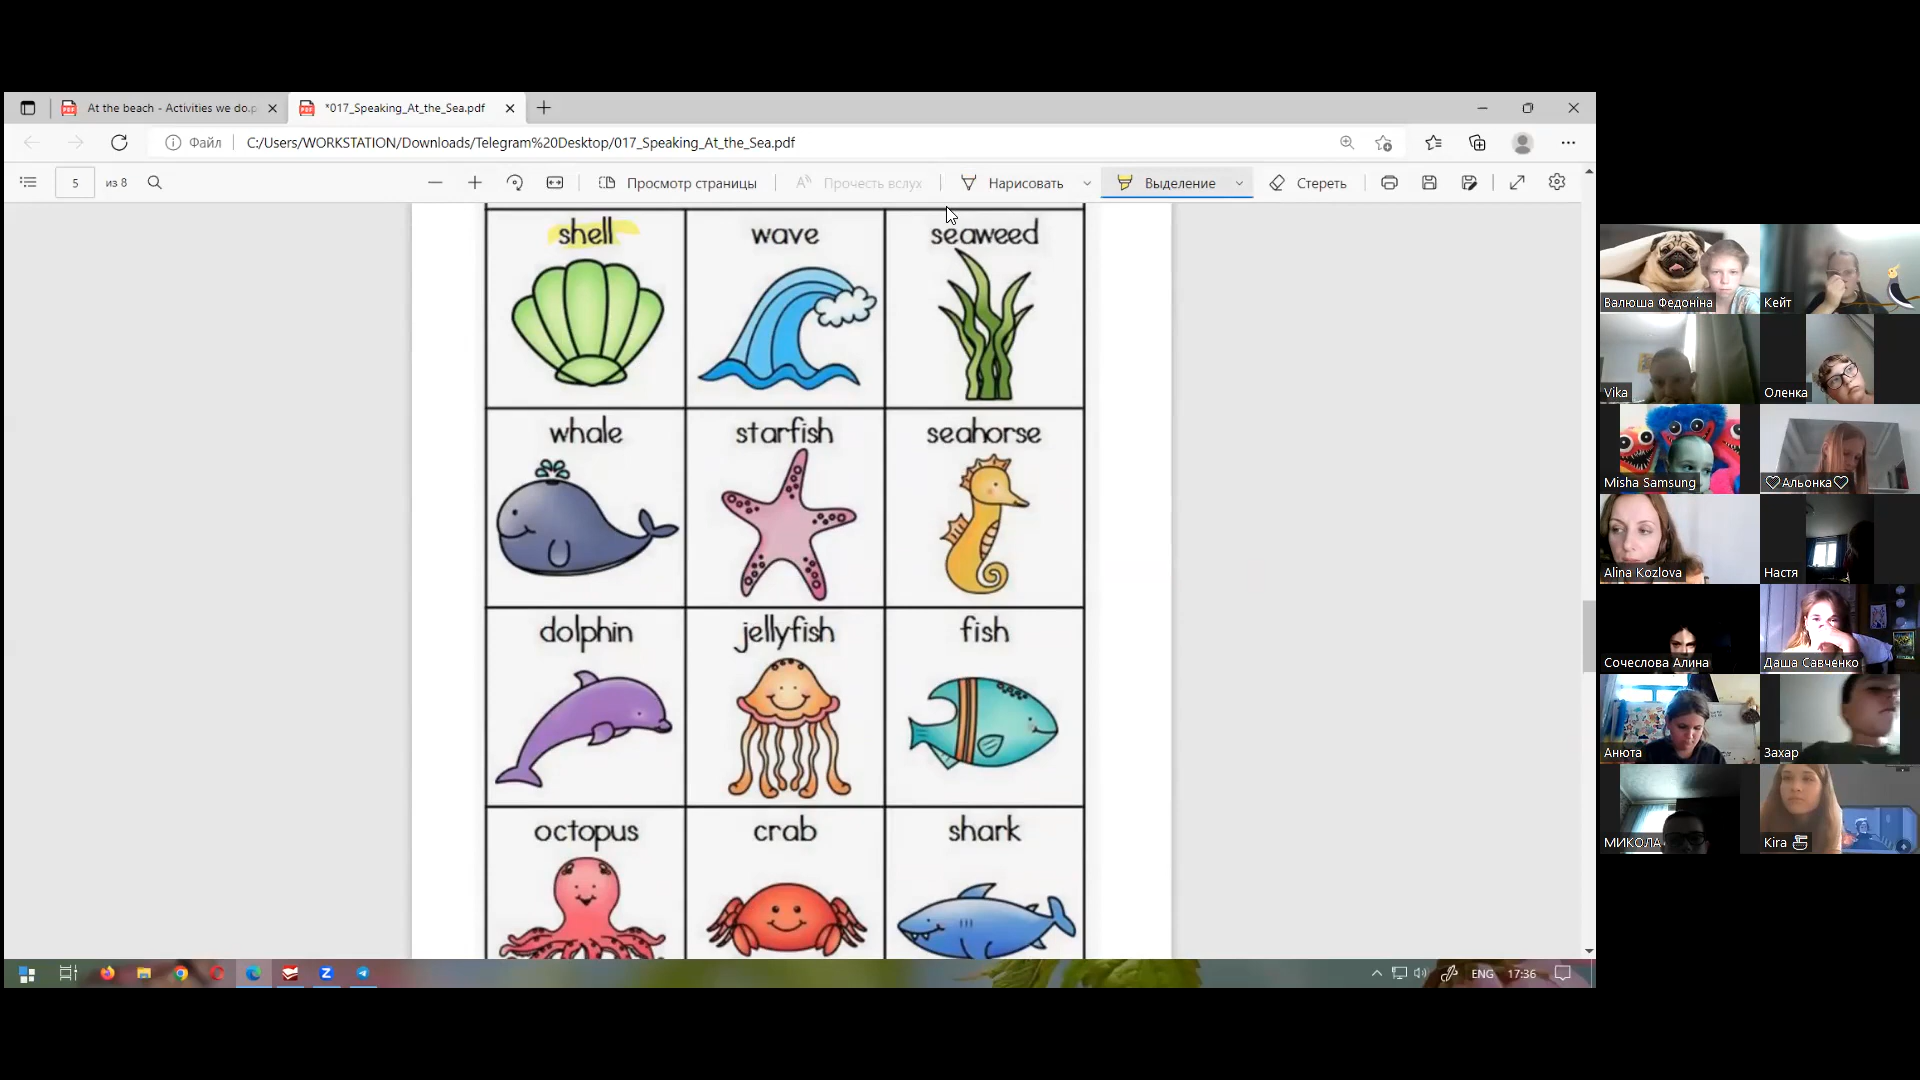 At the beach - Activities we do.p
*017_Speaking_At_the_Sea.pdf
Файл
C:/Users/WORKSTATION/Downloads/Telegram%20Desktop/017_Speaking_At_the_Sea.pdf
5 из 8
Просмотр страницы
Прочесть вслух
Нарисовать
Выделение
Стереть
shell wave seaweed
whale starfish seahorse
dolphin jellyfish fish
octopus crab shark
Валюша Федоніна Кейт
Vika Оленка
Misha Samsung ♡Альонка♡
Alina Kozlova Настя
Сочеслова Алина Даша Савченко
Анюта Захар
МИКОЛА Kira
ENG 17:36